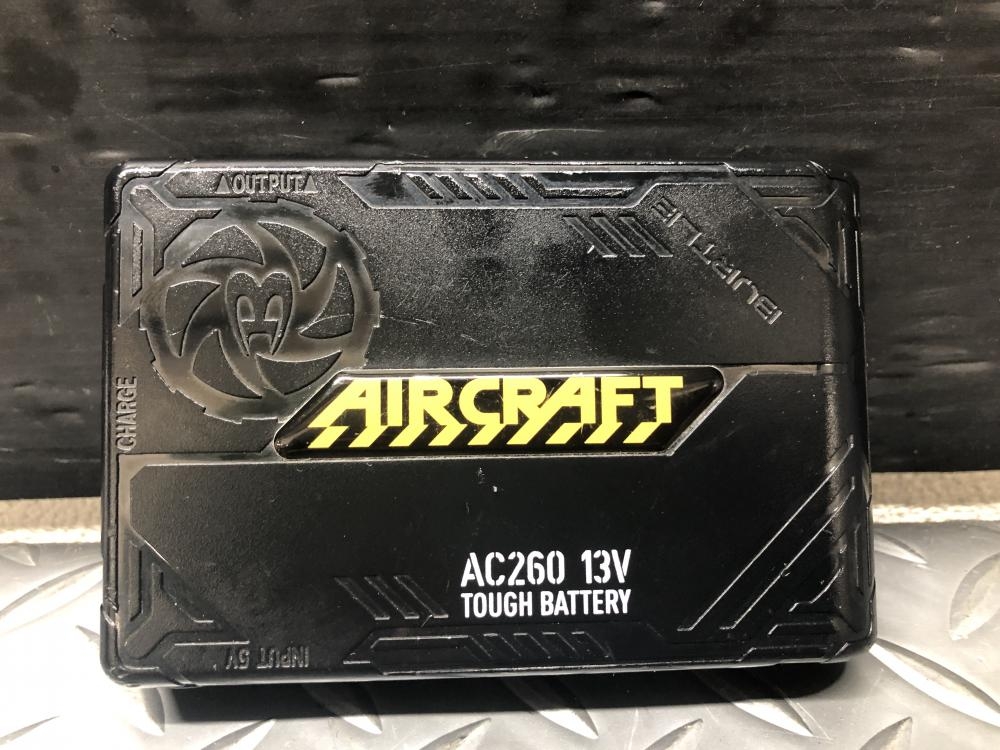 ▲OUTPUT▲
BURTLE
CHARGE
AIRCRAFT
AC260 13V
TOUGH BATTERY
INPUT 5V